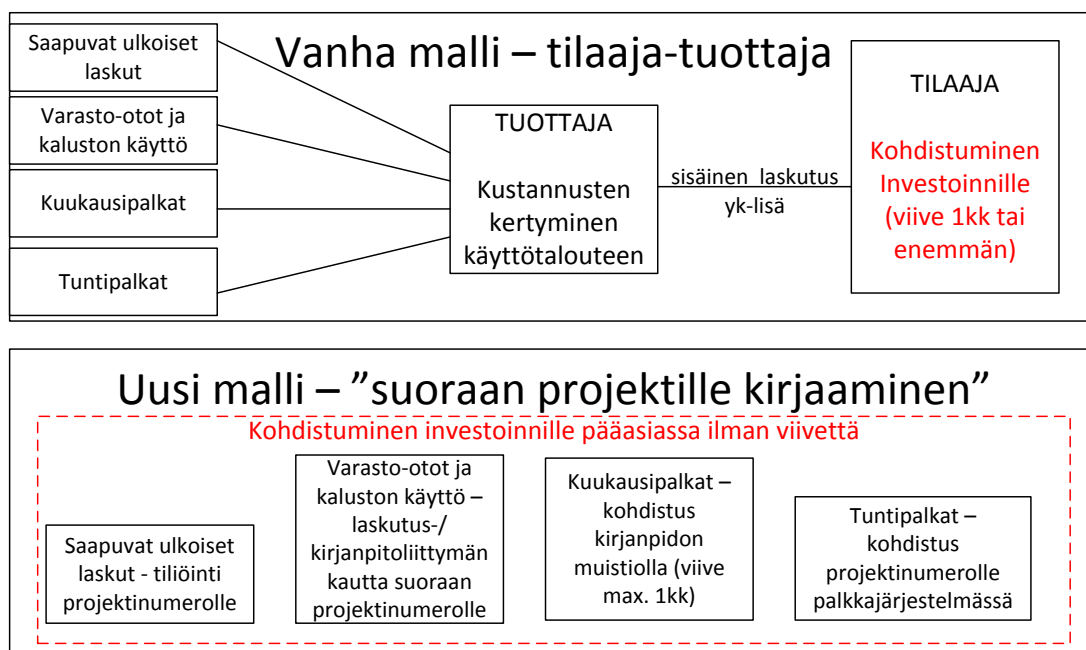 Vanha malli – tilaaja-tuottaja
Saapuvat ulkoiset
laskut
Varasto-otot ja
kaluston käyttö
Kuukausipalkat
Tuntipalkat
TUOTTAJA
Kustannusten
kertyminen
käyttötalouteen
sisäinen laskutus
yk-lisä
TILAAJA
Kohdistuminen
Investoinnille
(viive 1kk tai
enemmän)
Uusi malli – ”suoraan projektille kirjaaminen”
Kohdistuminen investoinnille pääasiassa ilman viivettä
Saapuvat ulkoiset
laskut - tiliöinti
projektinumerolle
Varasto-otot ja
kaluston käyttö –
laskutus-/
kirjanpitoliittymän
kautta suoraan
projektinumerolle
Kuukausipalkat –
kohdistus
kirjanpidon
muistiolla (viive
max. 1kk)
Tuntipalkat –
kohdistus
projektinumerolle
palkkajärjestelmässä